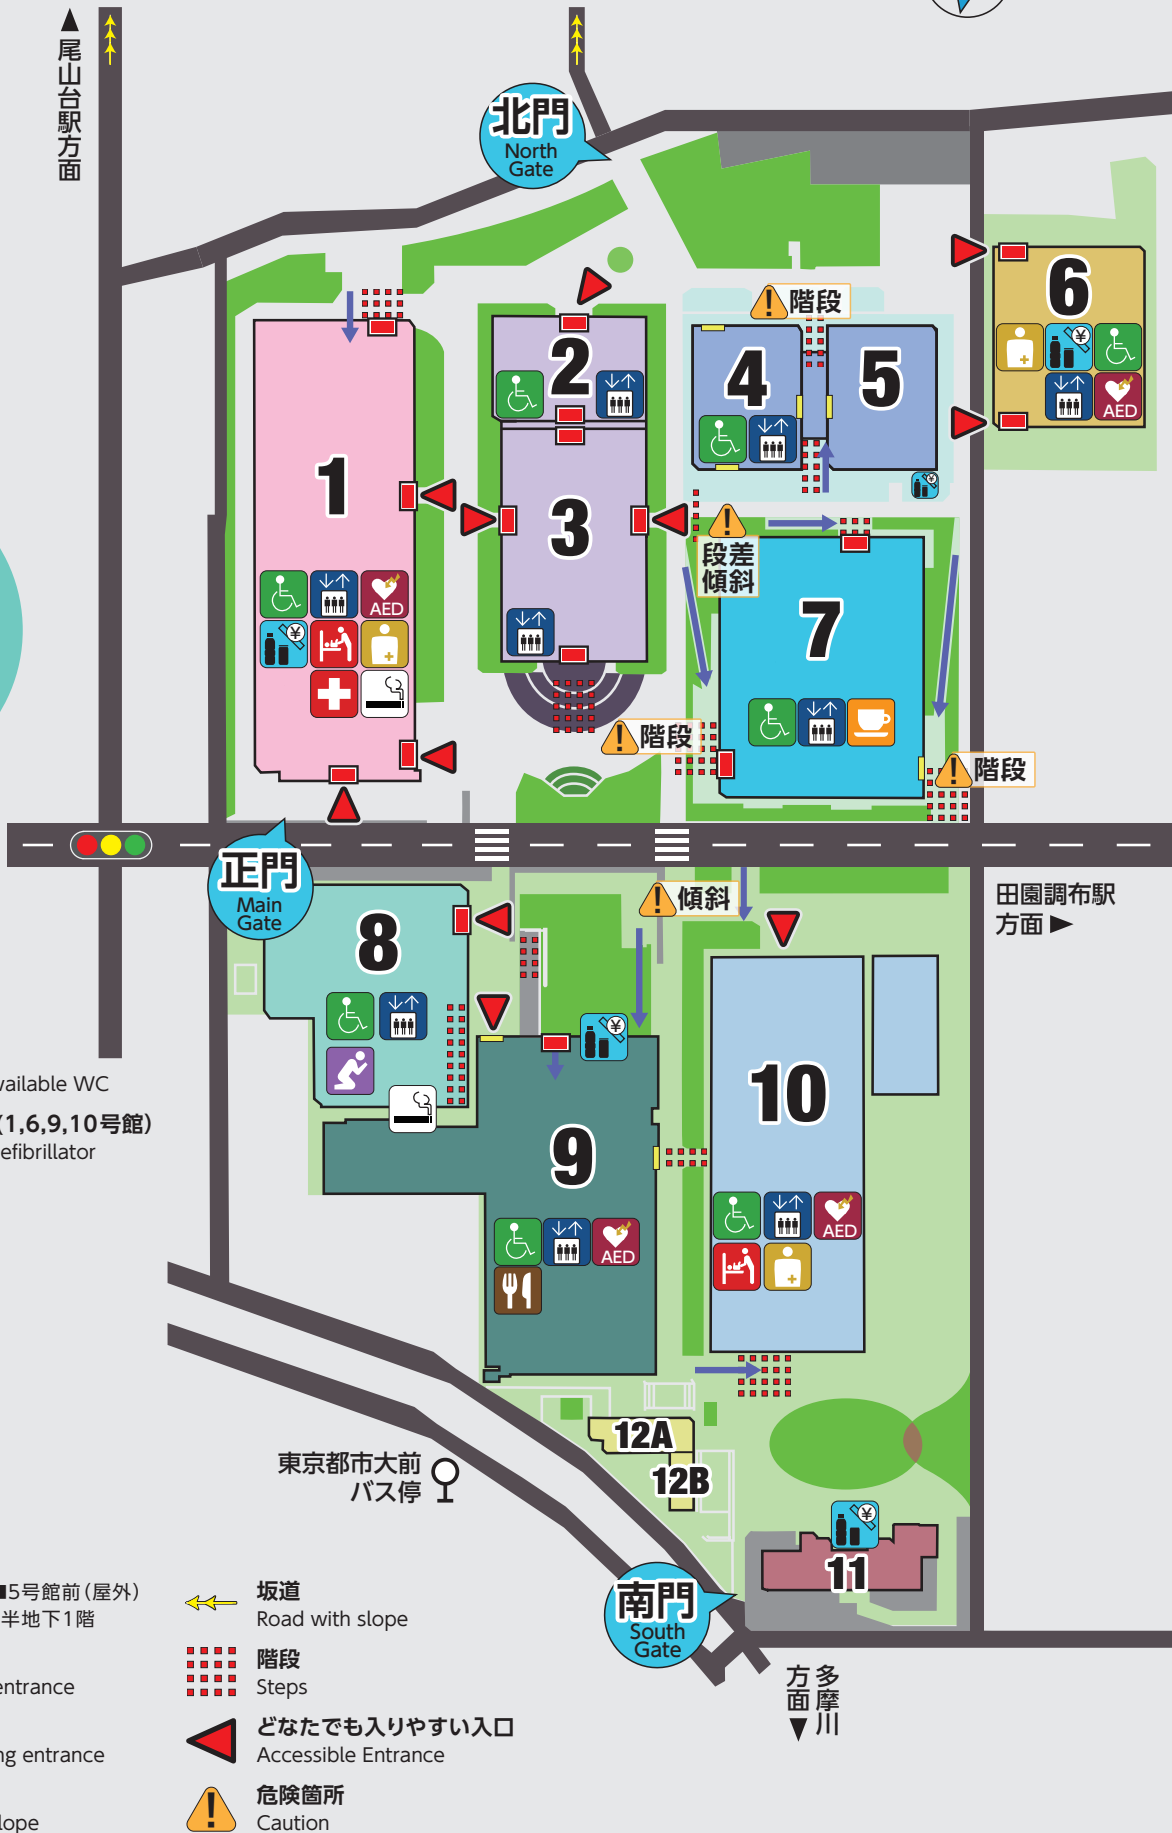 尾山台駅方面
北門
North
Gate
階段
6
AED
2
4
5
1
3
段差
傾斜
7
AED
¥
階段
階段
正門
Main
Gate
傾斜
田園調布駅
方面
8
¥
10
9
AED
AED
vailable WC
(1,6,9,10号館)
efibrillator
12A
12B
東京都市大前
バス停
¥
11
南門
South
Gate
多摩川
方面
■5号館前(屋外)
半地下1階
entrance
ng entrance
lope
坂道
Road with slope
階段
Steps
どなたでも入りやすい入口
Accessible Entrance
危険箇所
Caution